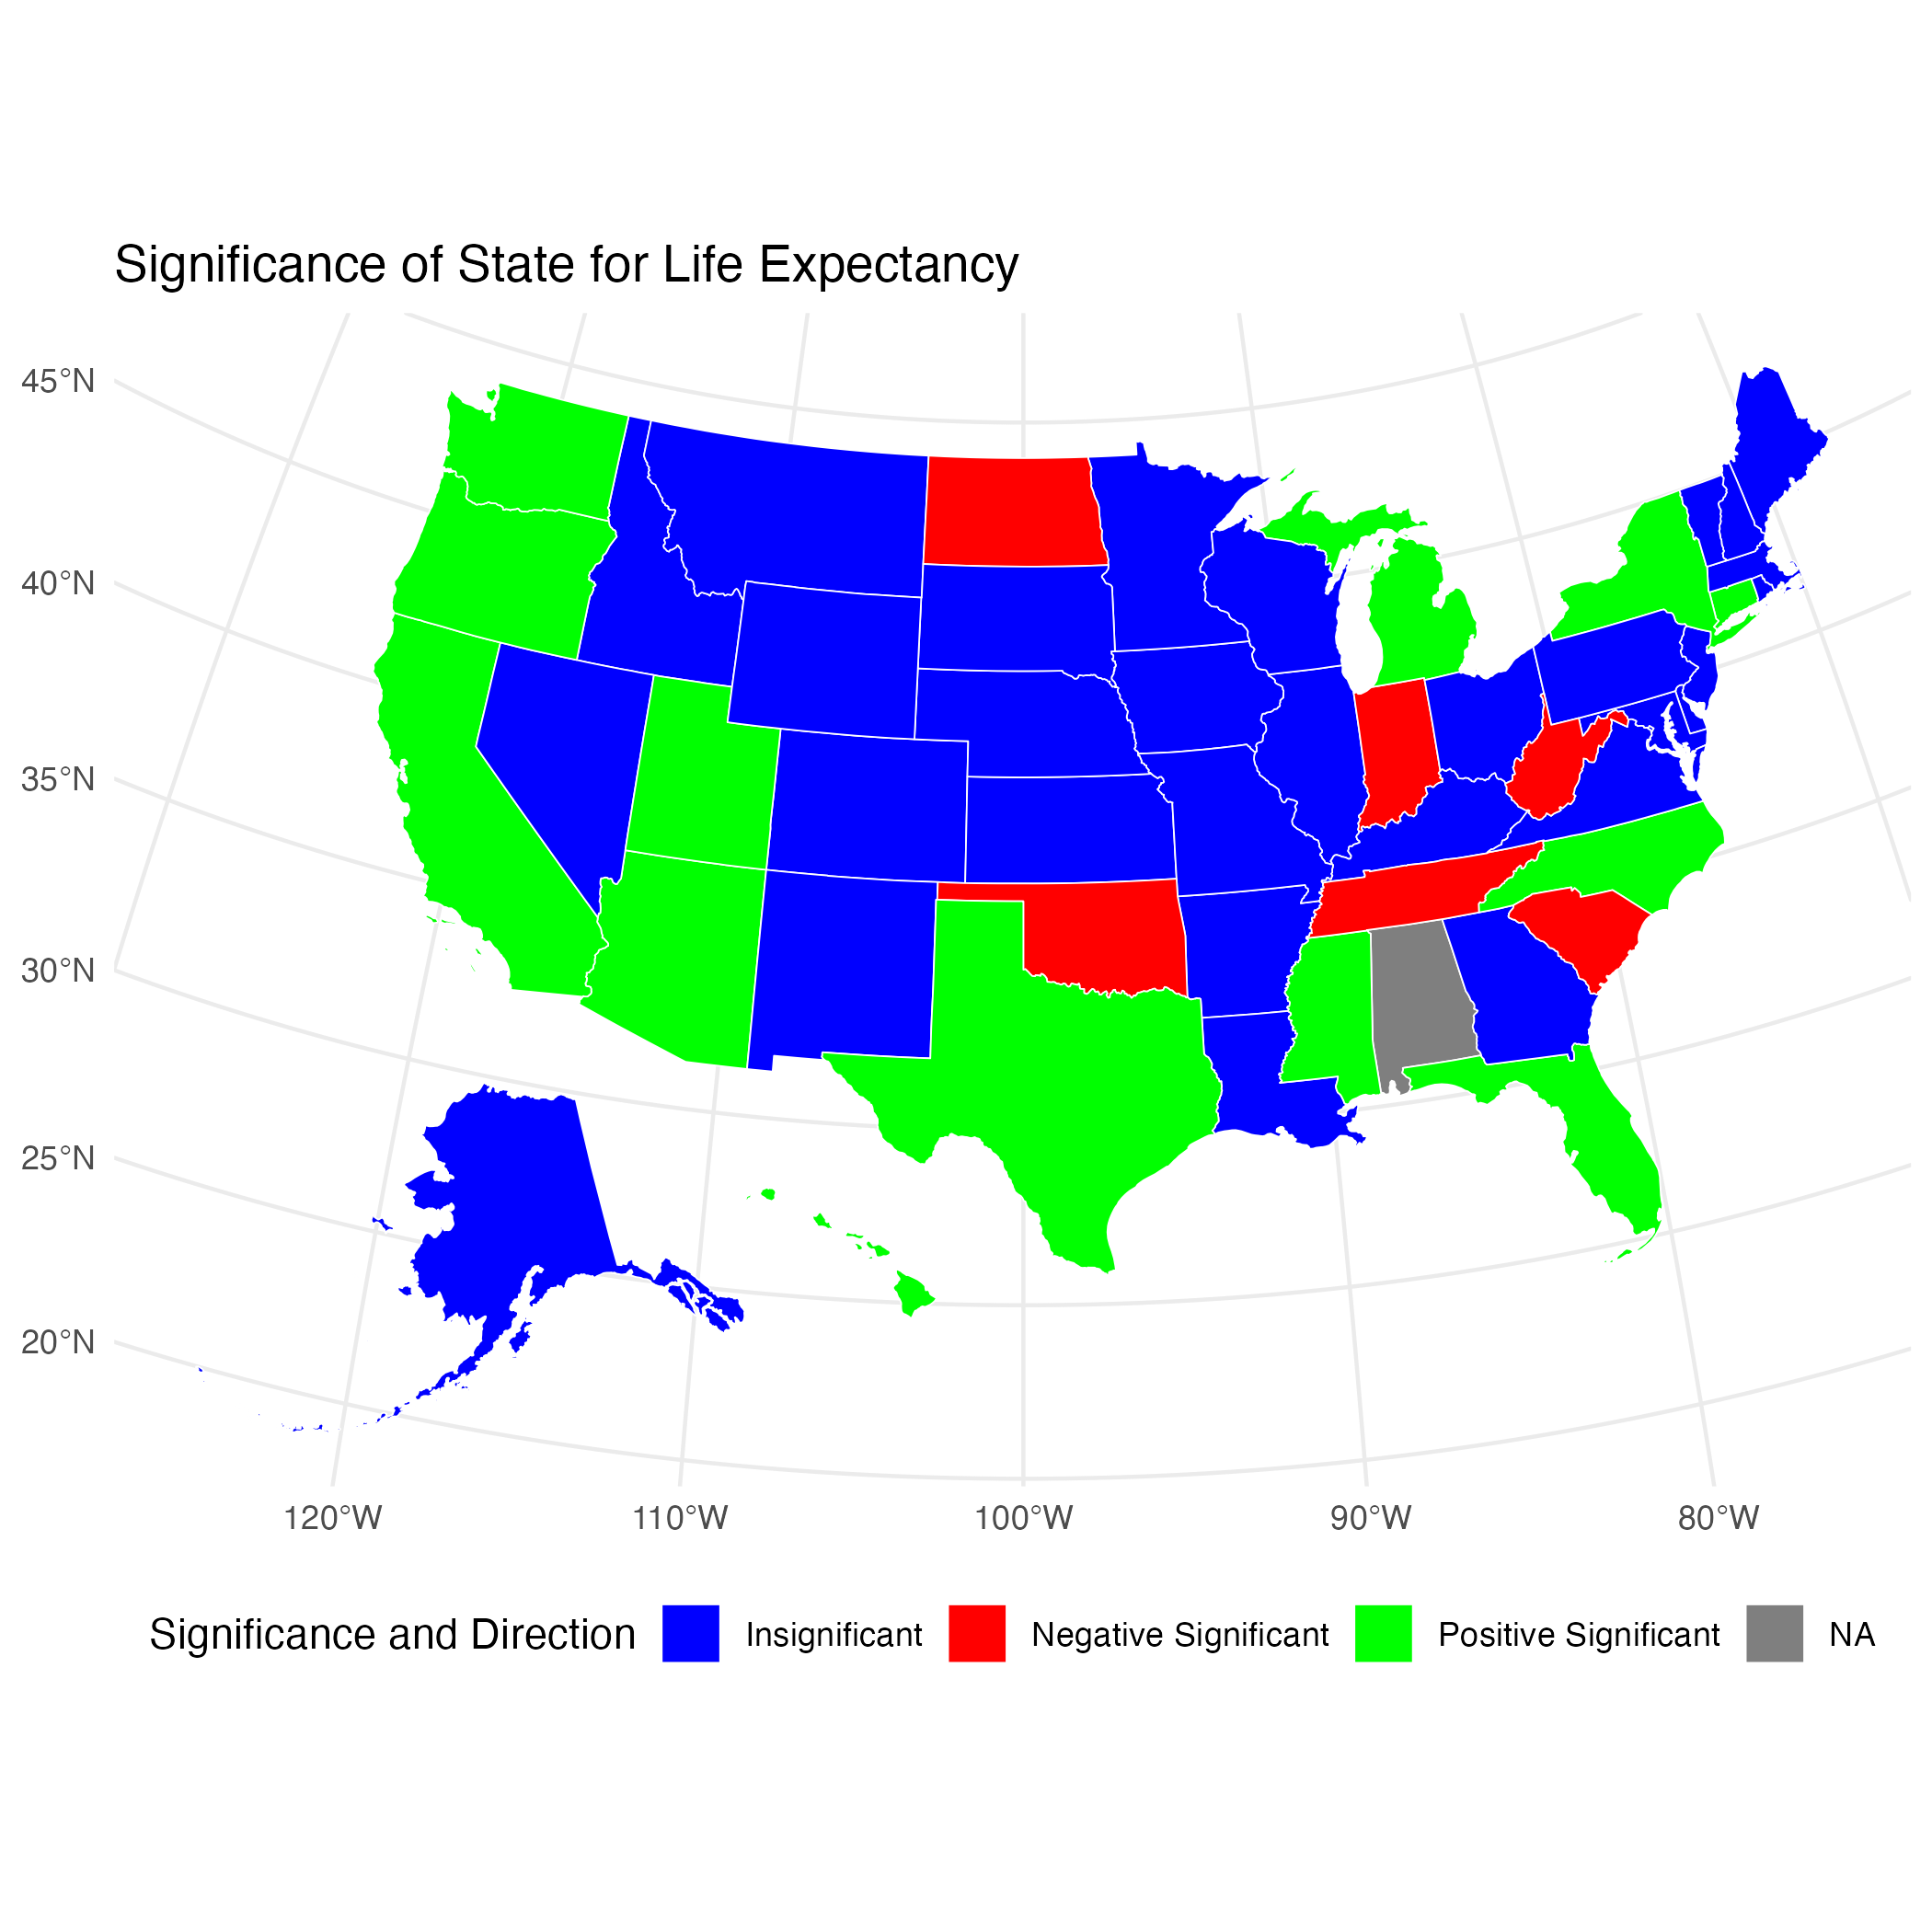 Significance of State for Life Expectancy
45°N
40°N
35°N
30°N
25°N
20°N
120°W 110°W 100°W 90°W 80°W
Significance and Direction Insignificant Negative Significant Positive Significant NA